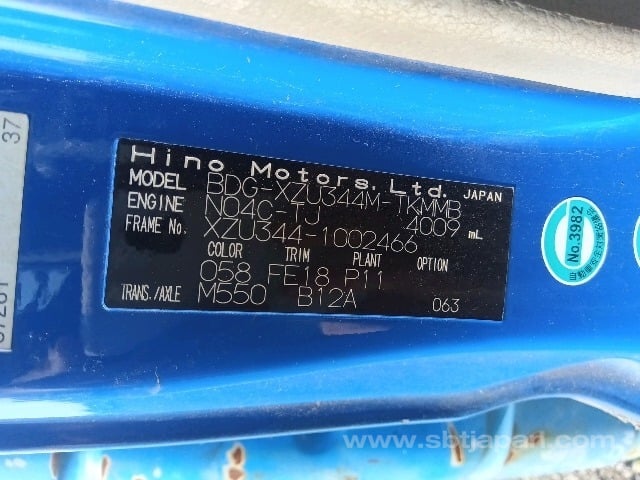 Hino Motors, Ltd. JAPAN
MODEL BDG-XZU344M-TKMMB
ENGINE N04C-TJ 4009 mL
FRAME No. XZU344-1002466
COLOR TRIM PLANT OPTION
058 FE18 P11
TRANS./AXLE M550 B12A 063
No.3982
37
www.sbtjapan.com